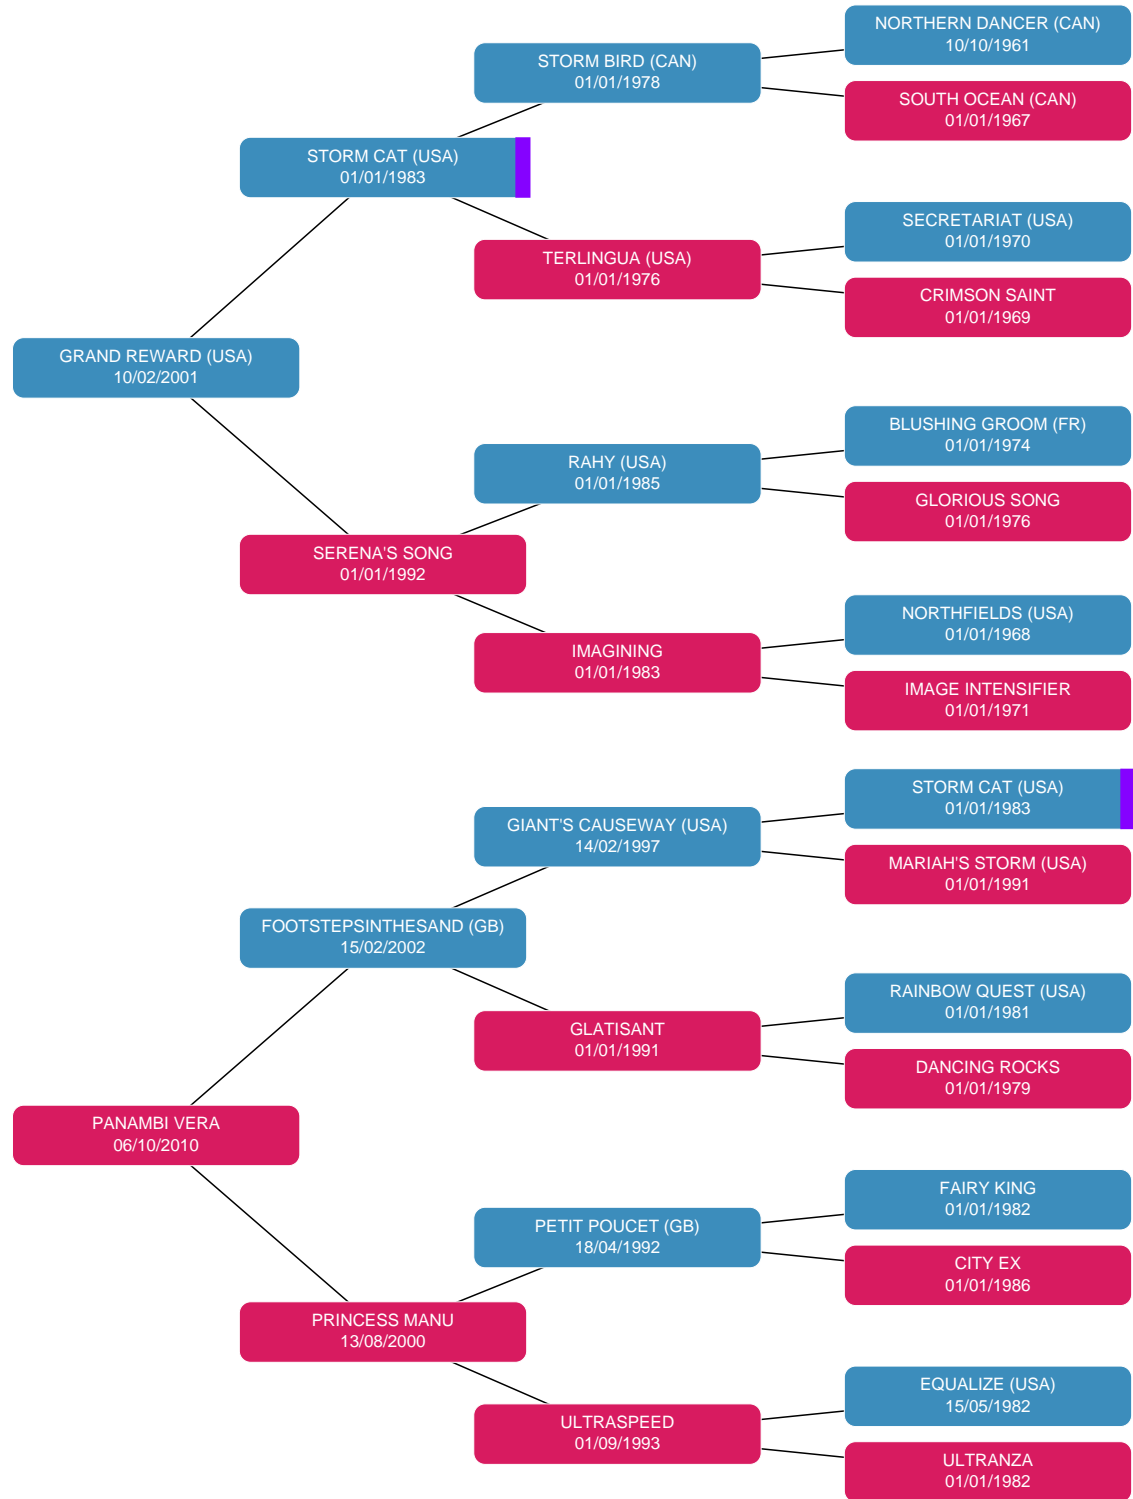 NORTHERN DANCER (CAN)
10/10/1961
STORM BIRD (CAN)
01/01/1978
SOUTH OCEAN (CAN)
01/01/1967
STORM CAT (USA)
01/01/1983
SECRETARIAT (USA)
01/01/1970
TERLINGUA (USA)
01/01/1976
CRIMSON SAINT
01/01/1969
GRAND REWARD (USA)
10/02/2001
BLUSHING GROOM (FR)
01/01/1974
RAHY (USA)
01/01/1985
GLORIOUS SONG
01/01/1976
SERENA'S SONG
01/01/1992
NORTHFIELDS (USA)
01/01/1968
IMAGINING
01/01/1983
IMAGE INTENSIFIER
01/01/1971
STORM CAT (USA)
01/01/1983
GIANT'S CAUSEWAY (USA)
14/02/1997
MARIAH'S STORM (USA)
01/01/1991
FOOTSTEPSINTHESAND (GB)
15/02/2002
RAINBOW QUEST (USA)
01/01/1981
GLATISANT
01/01/1991
DANCING ROCKS
01/01/1979
PANAMBI VERA
06/10/2010
FAIRY KING
01/01/1982
PETIT POUCET (GB)
18/04/1992
CITY EX
01/01/1986
PRINCESS MANU
13/08/2000
EQUALIZE (USA)
15/05/1982
ULTRASPEED
01/09/1993
ULTRANZA
01/01/1982